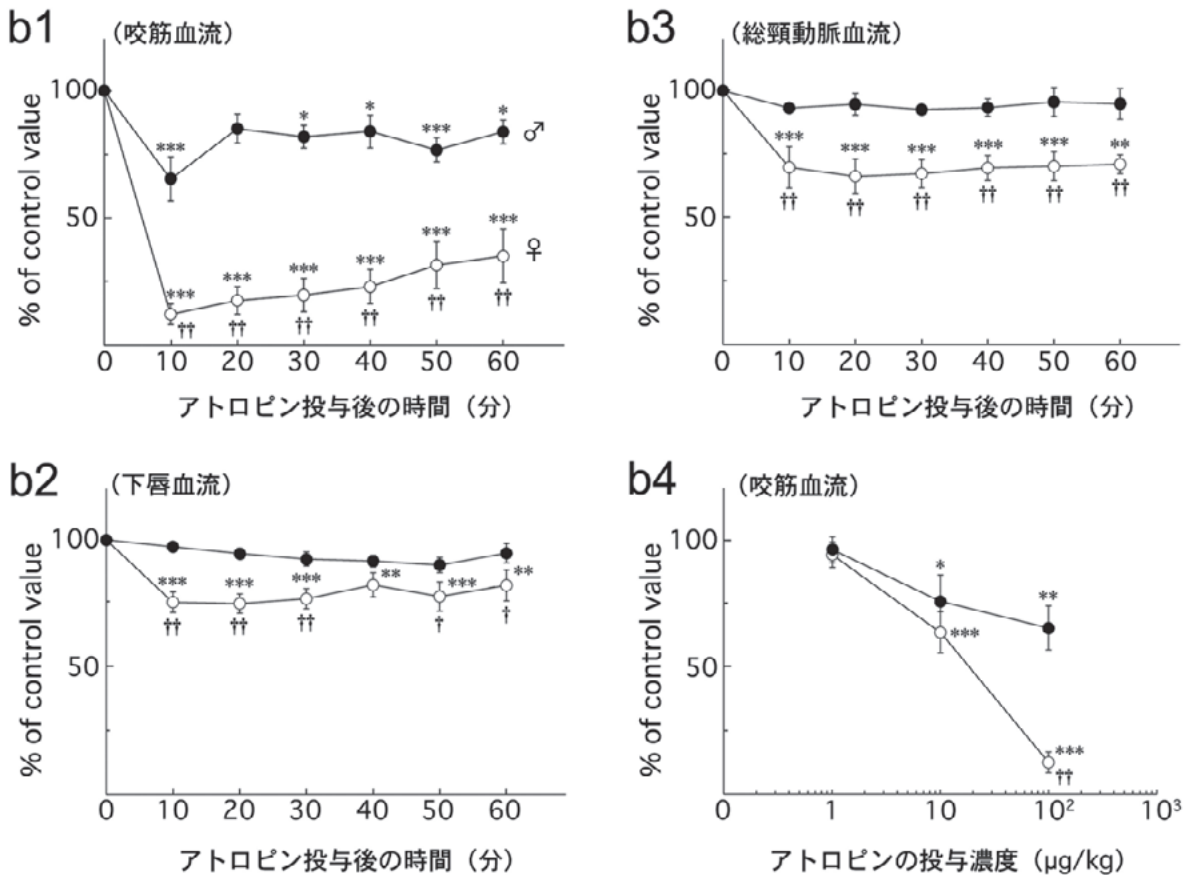 b1
（咬筋血流）
100
50
% of control value
***
*
*
***
*
♂
***
***
***
***
***
***
♀
††
††
††
††
††
††
0 10 20 30 40 50 60
アトロピン投与後の時間（分）
b3
（総頸動脈血流）
100
50
% of control value
***
***
***
***
***
**
††
††
††
††
††
††
0 10 20 30 40 50 60
アトロピン投与後の時間（分）
b2
（下唇血流）
100
50
% of control value
***
***
***
**
***
**
††
††
††
†
†
0 10 20 30 40 50 60
アトロピン投与後の時間（分）
b4
（咬筋血流）
100
50
% of control value
*
**
***
***
††
0 1 10 10² 10³
アトロピンの投与濃度（μg/kg）